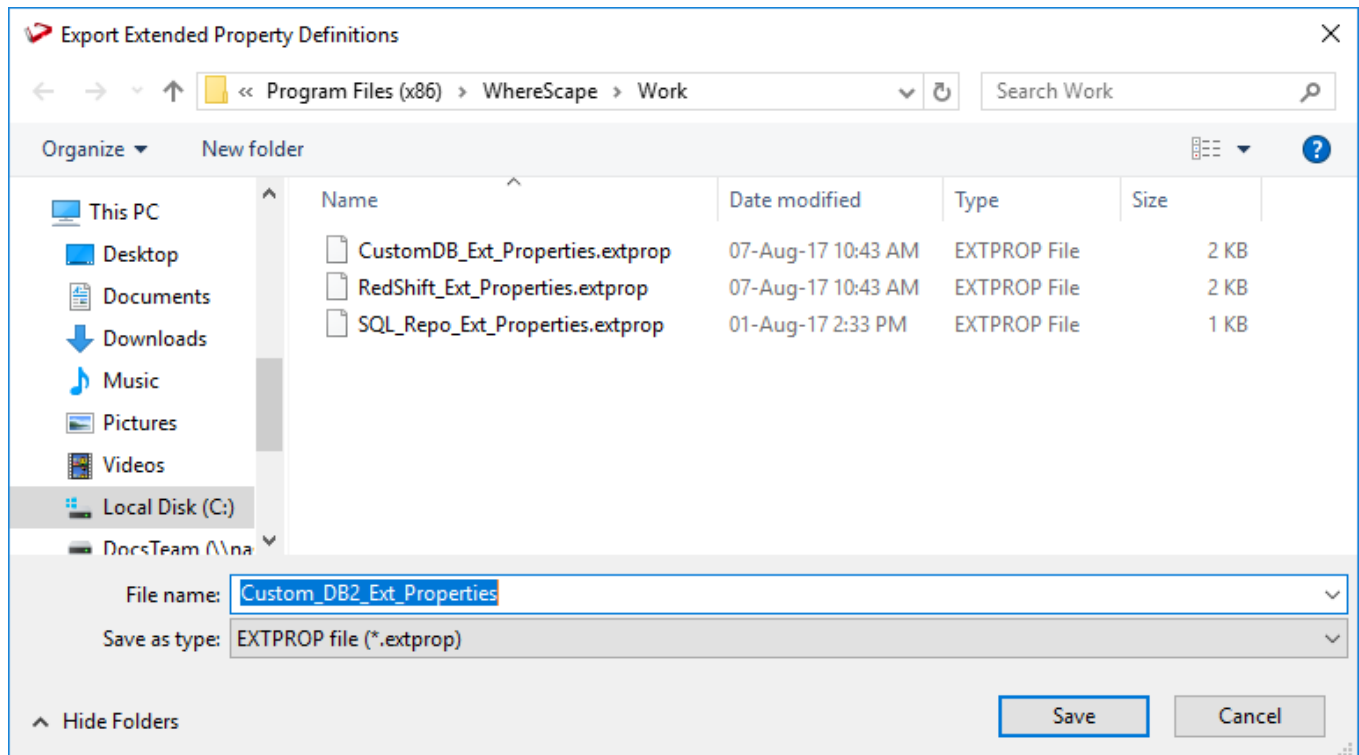 Export Extended Property Definitions
« Program Files (x86) › WhereScape › Work
Search Work
Organize
New folder
?
This PC
Desktop
Documents
Downloads
Music
Pictures
Videos
Local Disk (C:)
DocsTeam (\\na
Name Date modified Type Size
CustomDB_Ext_Properties.extprop 07-Aug-17 10:43 AM EXTPROP File 2 KB
RedShift_Ext_Properties.extprop 07-Aug-17 10:43 AM EXTPROP File 2 KB
SQL_Repo_Ext_Properties.extprop 01-Aug-17 2:33 PM EXTPROP File 1 KB
File name: Custom_DB2_Ext_Properties
Save as type: EXTPROP file (*.extprop)
Hide Folders
Save
Cancel